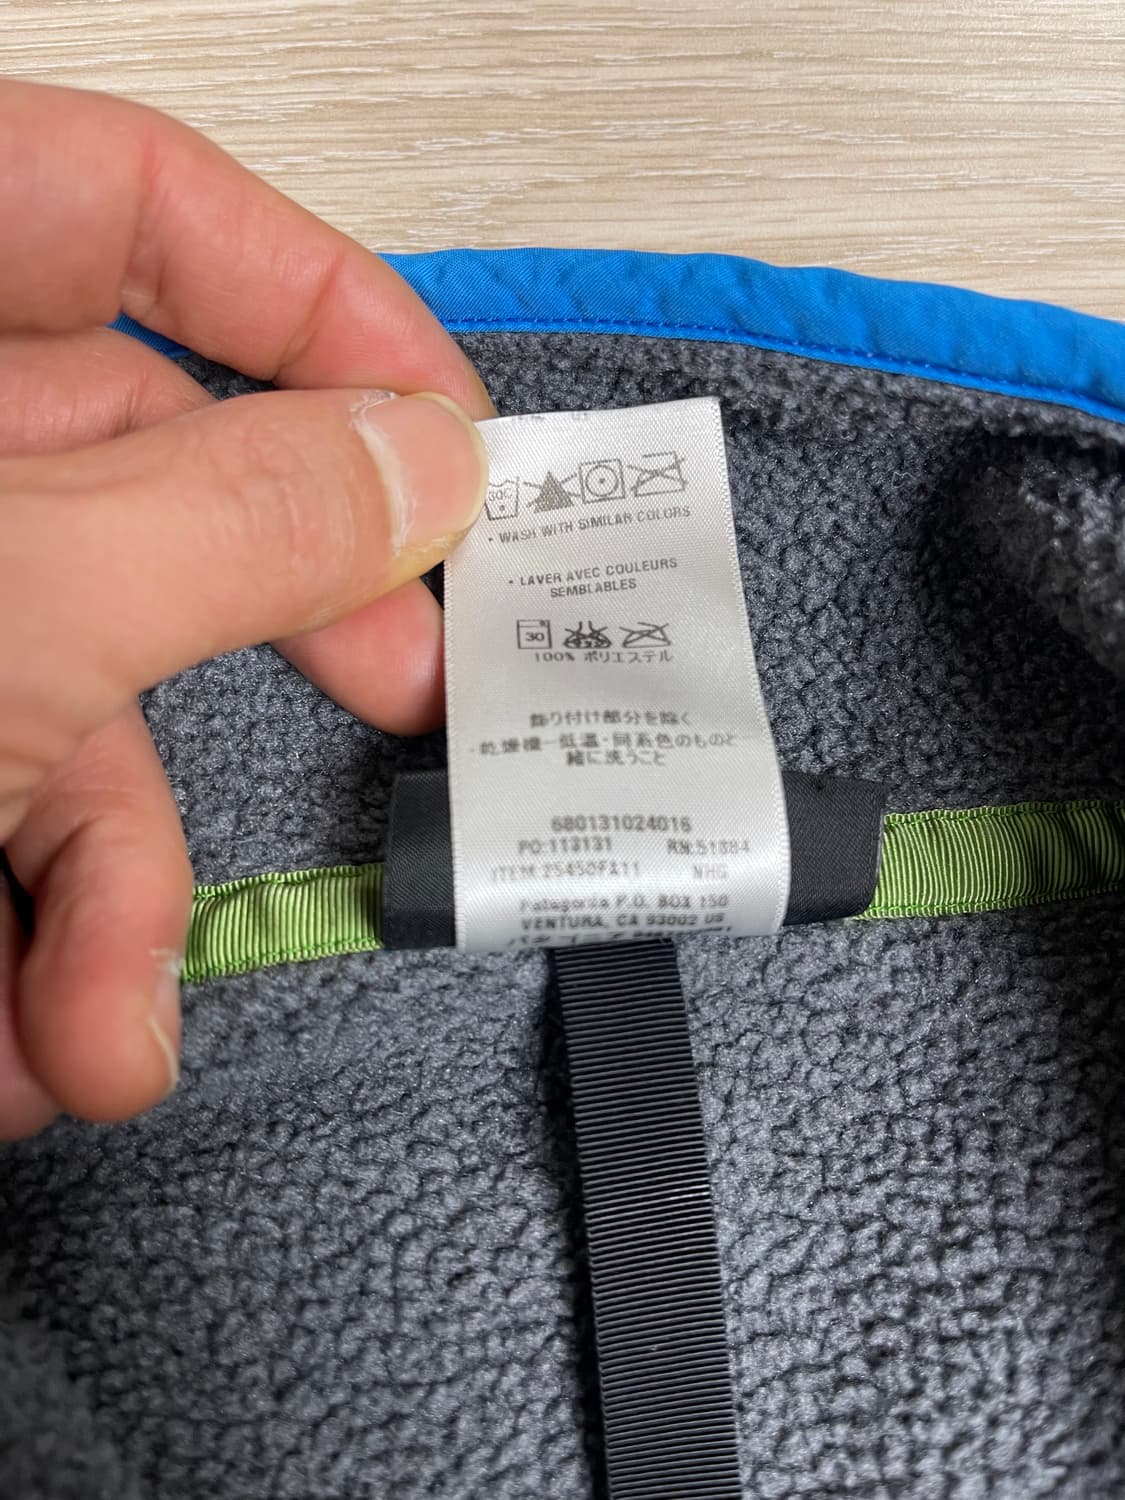 30C
• WASH WITH SIMILAR COLORS
• LAVER AVEC COULEURS
SEMBLABLES
30
100% ポリエステル
飾り付け部分を除く
乾燥機－低温・同系色のものと
緒に洗うこと
680131024016
PO:113131 RN:51884
ITEM:25450FA11 NHG
Patagonia P.O. BOX 150
VENTURA, CA 93002 US